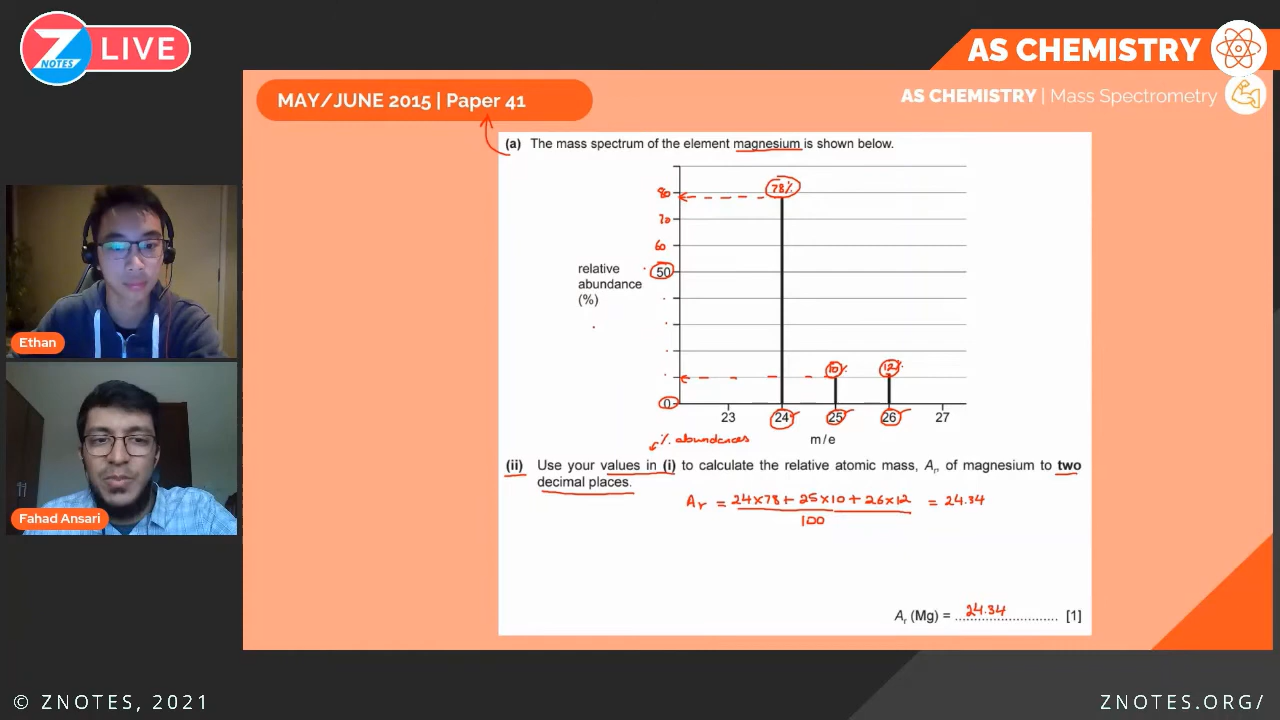 Z NOTES LIVE
AS CHEMISTRY
MAY/JUNE 2015 | Paper 41
AS CHEMISTRY | Mass Spectrometry
(a) The mass spectrum of the element magnesium is shown below.
78%
80
70
60
relative
abundance
(%)
50
10%
12%
0
23 24 25 26 27
m/e
% abundances
(ii) Use your values in (i) to calculate the relative atomic mass, Ar, of magnesium to two
decimal places.
Ar = 24×78 + 25×10 + 26×12 = 24.34
100
Ar (Mg) = 24.34 [1]
Ethan
Fahad Ansari
© ZNOTES, 2021
ZNOTES.ORG/